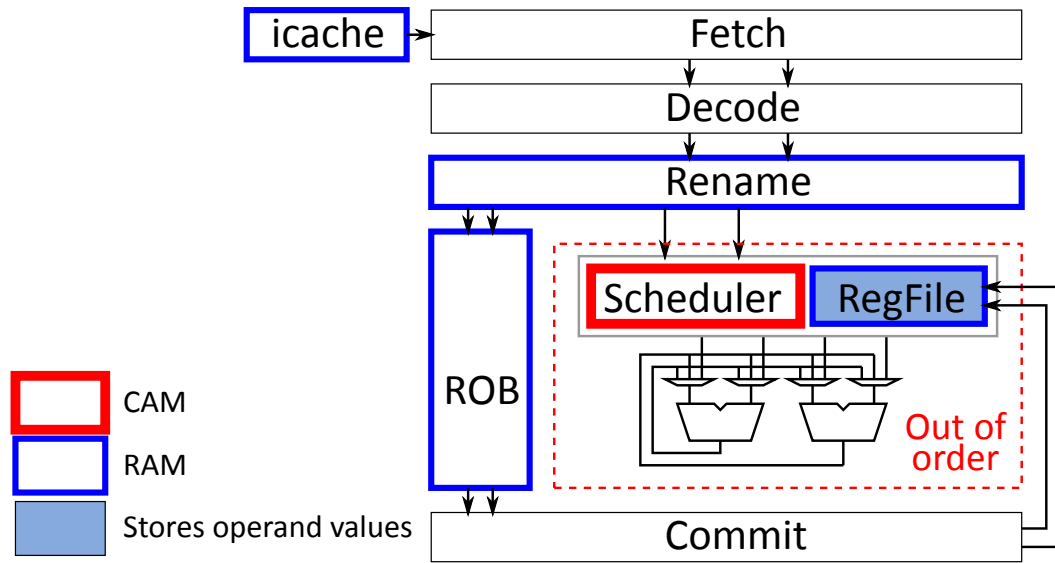 icache
Fetch
Decode
Rename
Scheduler
RegFile
ROB
Out of
order
Commit
CAM
RAM
Stores operand values